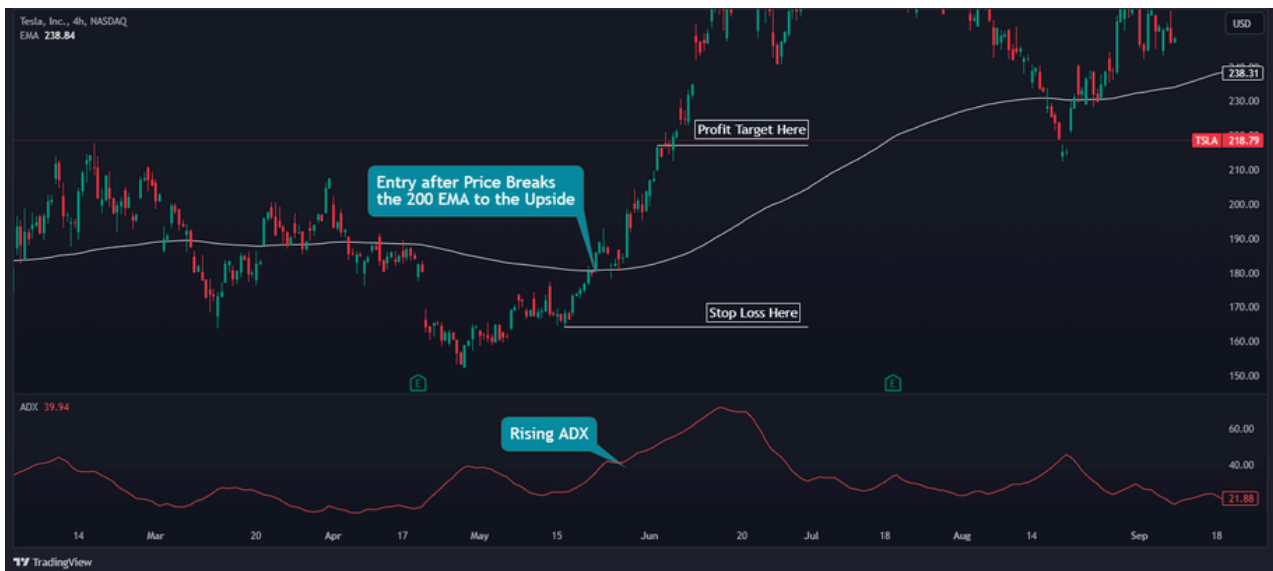 Tesla, Inc., 4h, NASDAQ
EMA 238.84
USD
238.31
230.00
TSLA 218.79
210.00
200.00
190.00
180.00
170.00
160.00
150.00
Profit Target Here
Entry after Price Breaks
the 200 EMA to the Upside
Stop Loss Here
E
E
ADX 39.94
Rising ADX
60.00
40.00
21.88
14
Mar
20
Apr
17
May
15
Jun
20
Jul
18
Aug
14
Sep
18
TradingView